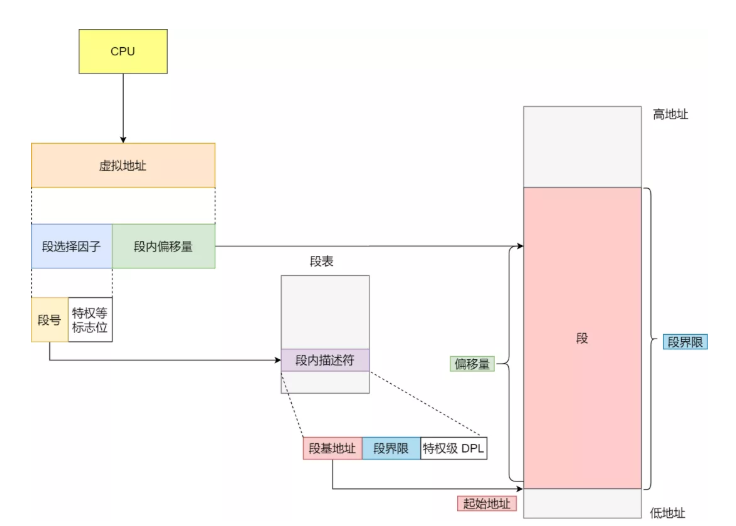 CPU
高地址
虚拟地址
段选择因子
段内偏移量
段表
段号
特权等
标志位
段
段界限
段内描述符
偏移量
段基地址
段界限
特权级 DPL
起始地址
低地址